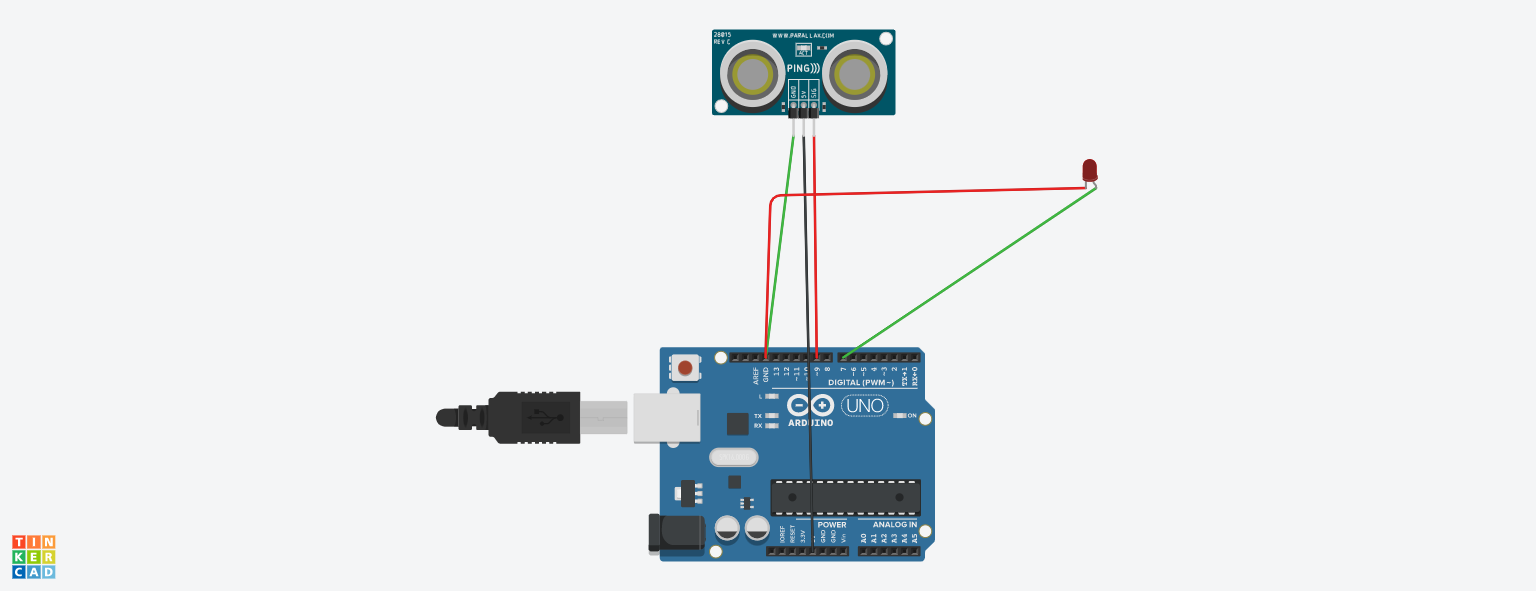 28015
REV C
WWW.PARALLAX.COM
ACT
PING)))
GND
5V
SIG
AREF
GND
13
12
~11
~9
8
7
~6
~5
4
~3
2
TX→1
RX←0
DIGITAL (PWM~)
L
TX
RX
ARDUINO
UNO
ON
POWER
ANALOG IN
IOREF
RESET
3.3V
GND
GND
Vin
A0
A1
A2
A3
A4
A5
TIN
KER
CAD